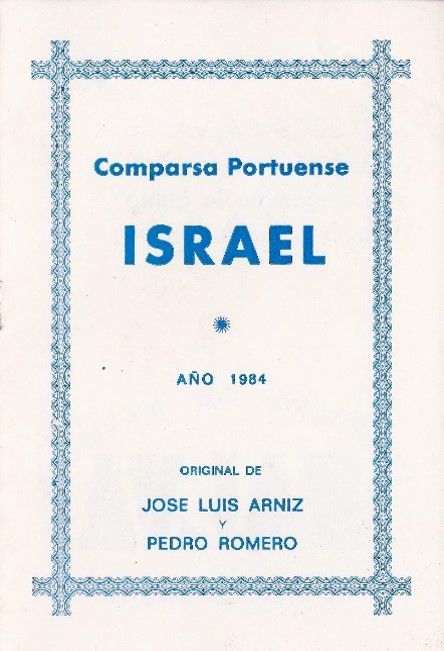 Comparsa Portuense
ISRAEL
AÑO 1984
ORIGINAL DE
JOSE LUIS ARNIZ
Y
PEDRO ROMERO